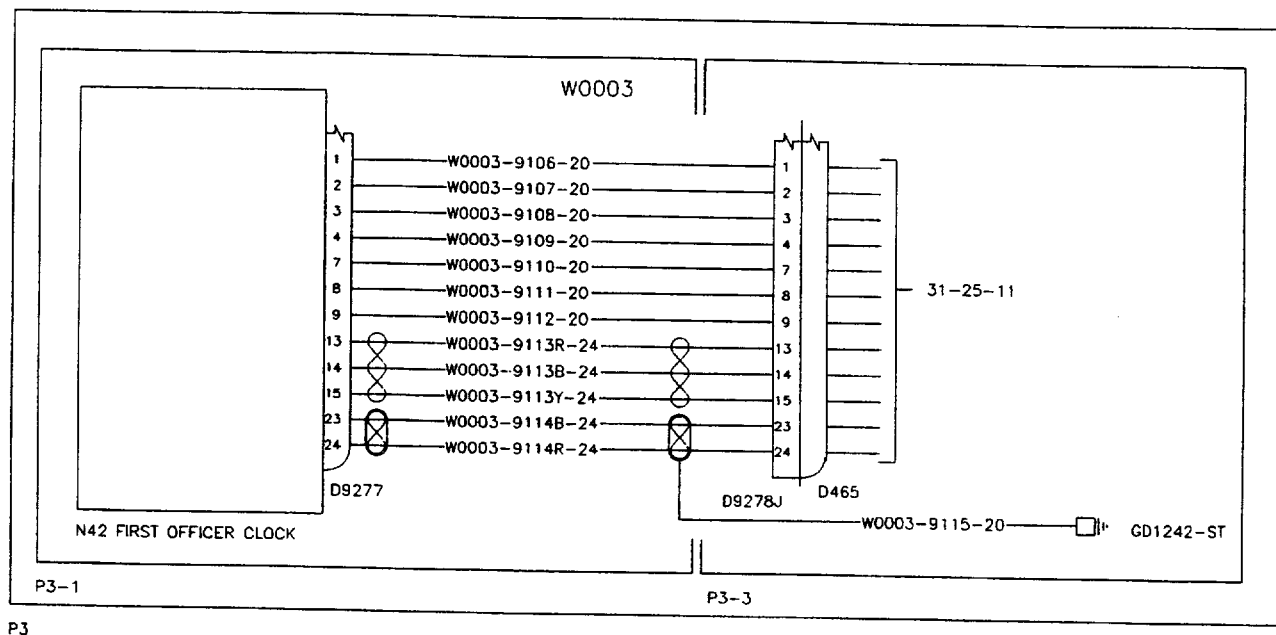 W0003
1 W0003-9106-20 1
2 W0003-9107-20 2
3 W0003-9108-20 3
4 W0003-9109-20 4
7 W0003-9110-20 7
8 W0003-9111-20 8
31-25-11
9 W0003-9112-20 9
13 W0003-9113R-24 13
14 W0003-9113B-24 14
15 W0003-9113Y-24 15
23 W0003-9114B-24 23
24 W0003-9114R-24 24
D9277
D9278J
D465
N42 FIRST OFFICER CLOCK
W0003-9115-20
GD1242-ST
P3-1
P3-3
P3